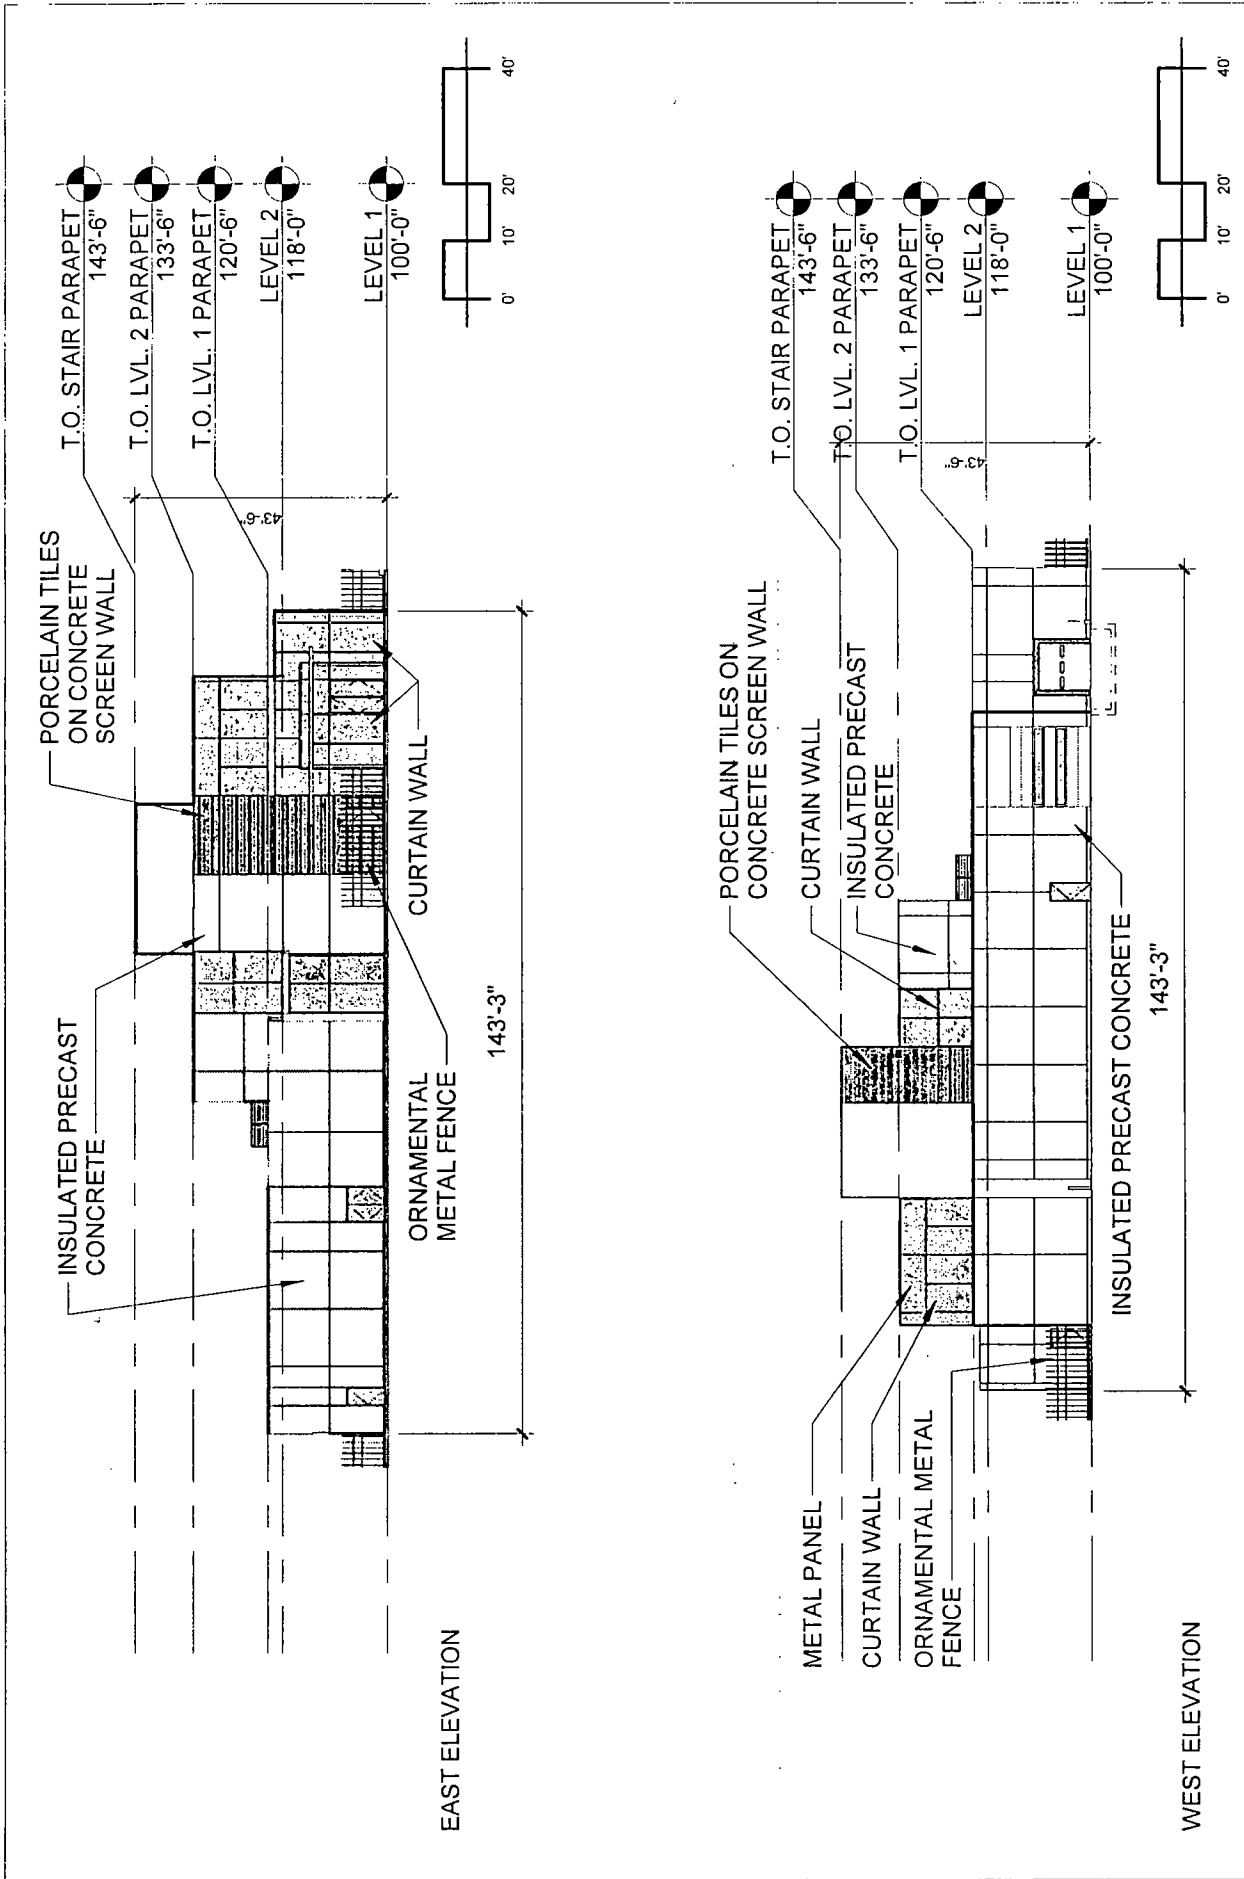 EAST ELEVATION
INSULATED PRECAST
CONCRETE
PORCELAIN TILES
ON CONCRETE
SCREEN WALL
T.O. STAIR PARAPET
143'-6"
T.O. LVL. 2 PARAPET
133'-6"
T.O. LVL. 1 PARAPET
120'-6"
LEVEL 2
118'-0"
LEVEL 1
100'-0"
43'-6"
ORNAMENTAL
METAL FENCE
CURTAIN WALL
143'-3"
0'
10'
20'
40'
WEST ELEVATION
METAL PANEL
CURTAIN WALL
ORNAMENTAL METAL
FENCE
PORCELAIN TILES ON
CONCRETE SCREEN WALL
CURTAIN WALL
INSULATED PRECAST
CONCRETE
T.O. STAIR PARAPET
143'-6"
T.O. LVL. 2 PARAPET
133'-6"
T.O. LVL. 1 PARAPET
120'-6"
LEVEL 2
118'-0"
LEVEL 1
100'-0"
43'-6"
INSULATED PRECAST CONCRETE
143'-3"
0'
10'
20'
40'